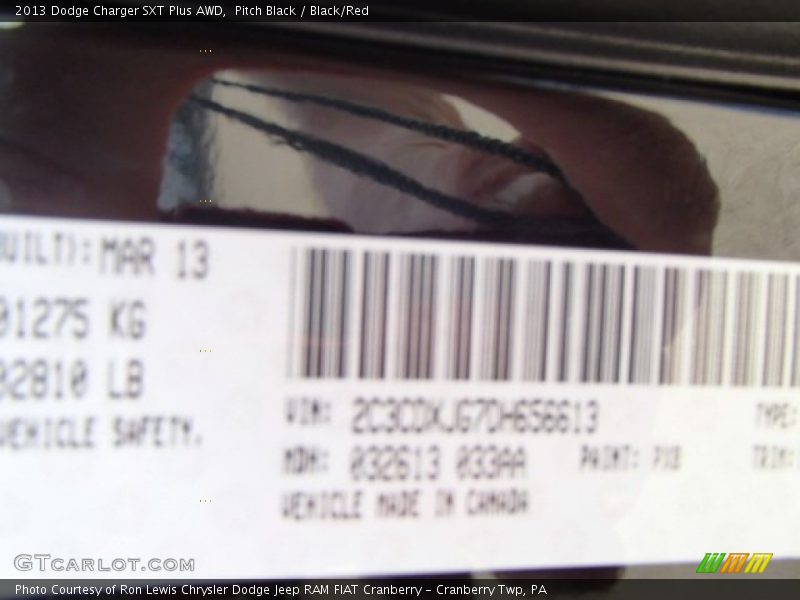 2013 Dodge Charger SXT Plus AWD,  Pitch Black / Black/Red
BUILT): MAR 13
01275 KG
02810 LB
VEHICLE SAFETY.
VIN: 2C3CDXJG7DH656613 TYPE:
MDH: 032613 033AA PAINT: PX8 TRIM:
VEHICLE MADE IN CANADA
GTCARLOT.COM
Photo Courtesy of Ron Lewis Chrysler Dodge Jeep RAM FIAT Cranberry - Cranberry Twp, PA